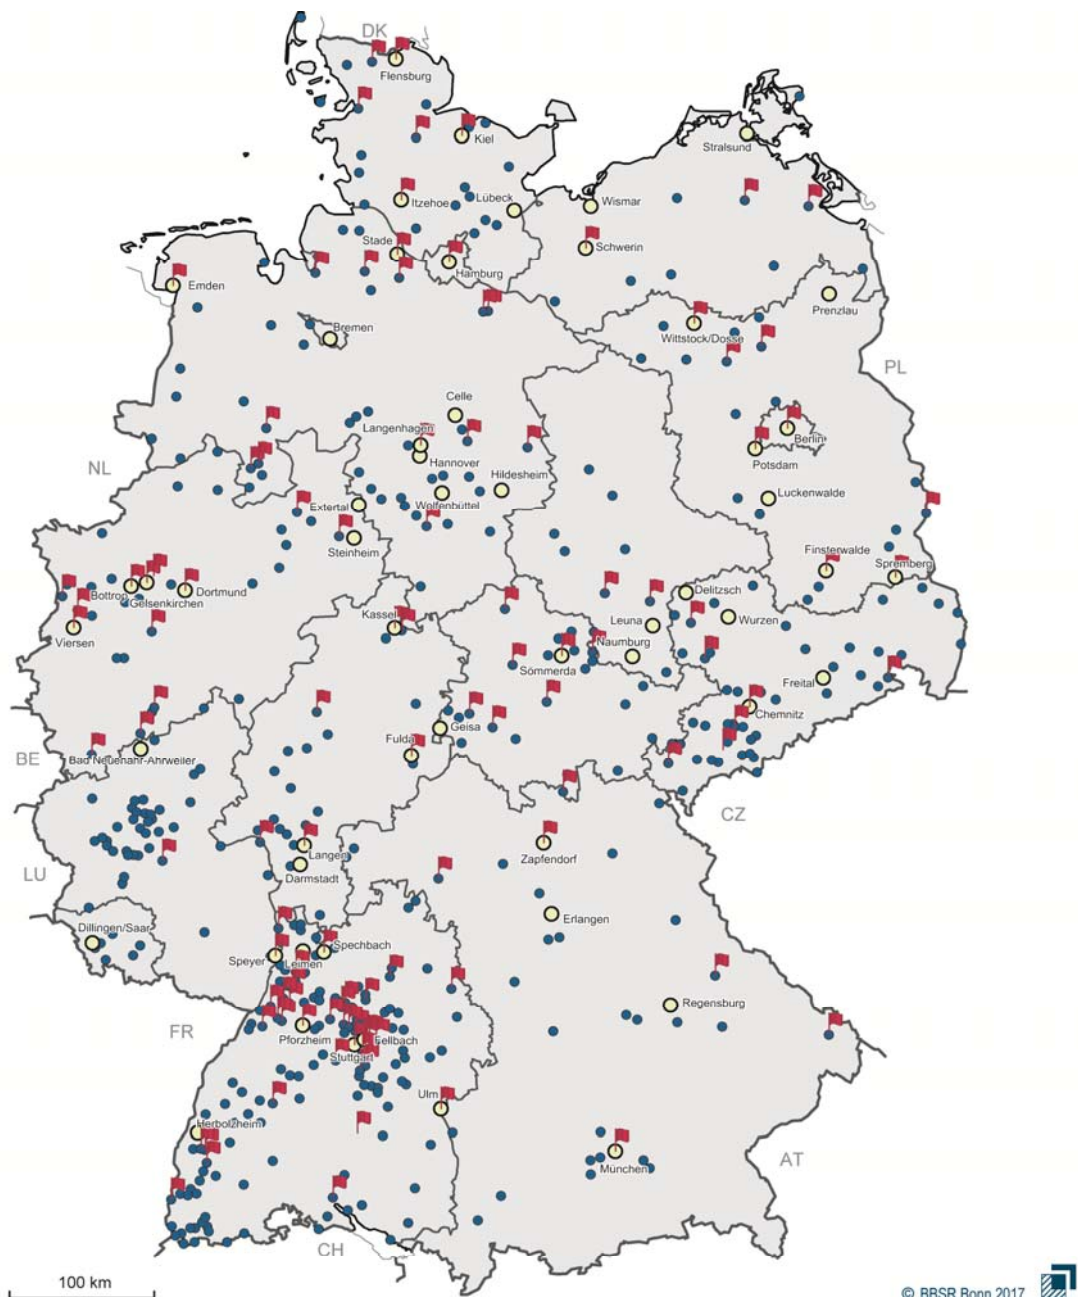 DK
Flensburg
Kiel
Stralsund
Itzehoe
Lübeck
Wismar
Stade
Schwerin
Hamburg
Emden
Prenzlau
Bremen
Wittstock/Dosse
PL
Celle
Langenhagen
Berlin
Hannover
Potsdam
NL
Hildesheim
Luckenwalde
Extertal
Wolfenbüttel
Steinheim
Finsterwalde
Spremberg
Bottrop
Dortmund
Gelsenkirchen
Delitzsch
Kassel
Leuna
Wurzen
Viersen
Naumburg
Sömmerda
Freital
Chemnitz
Geisa
Fulda
BE
Bad Neuenahr-Ahrweiler
CZ
Langen
Zapfendorf
LU
Darmstadt
Erlangen
Dillingen/Saar
Spechbach
Speyer
Leimen
Regensburg
FR
Pforzheim
Fellbach
Stuttgart
Ulm
Herbolzheim
AT
München
CH
100 km
© BBSR Bonn 2017